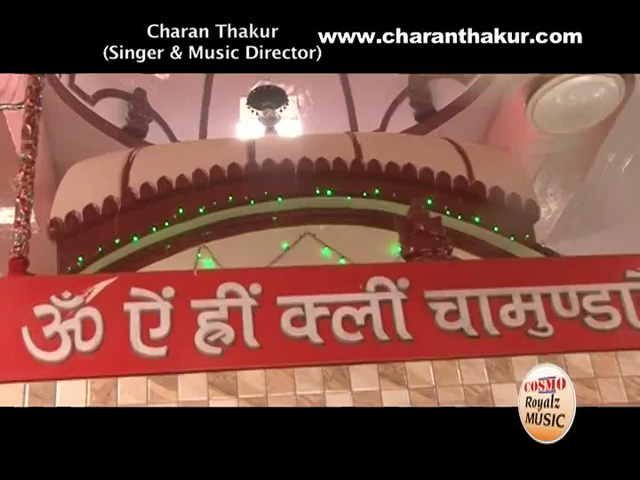 Charan Thakur
(Singer & Music Director)
www.charanthakur.com
ॐ ऐं ह्रीं क्लीं चामुण्डा
COSMO
Royalz
MUSIC